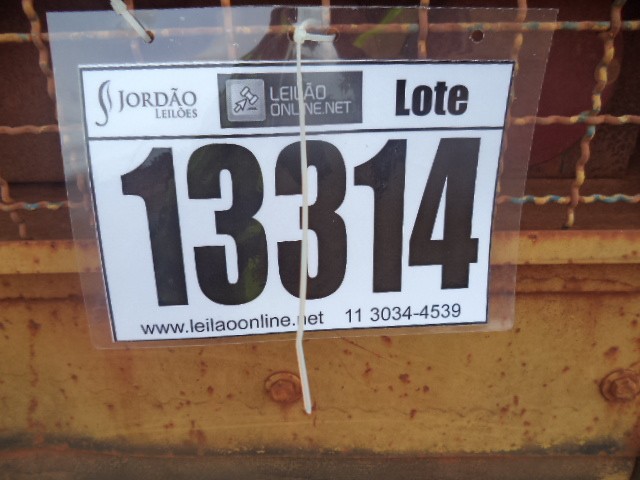 JORDÃO
LEILÕES
LEILÃO
ONLINE.NET
Lote
13314
www.leilaoonline.net 11 3034-4539